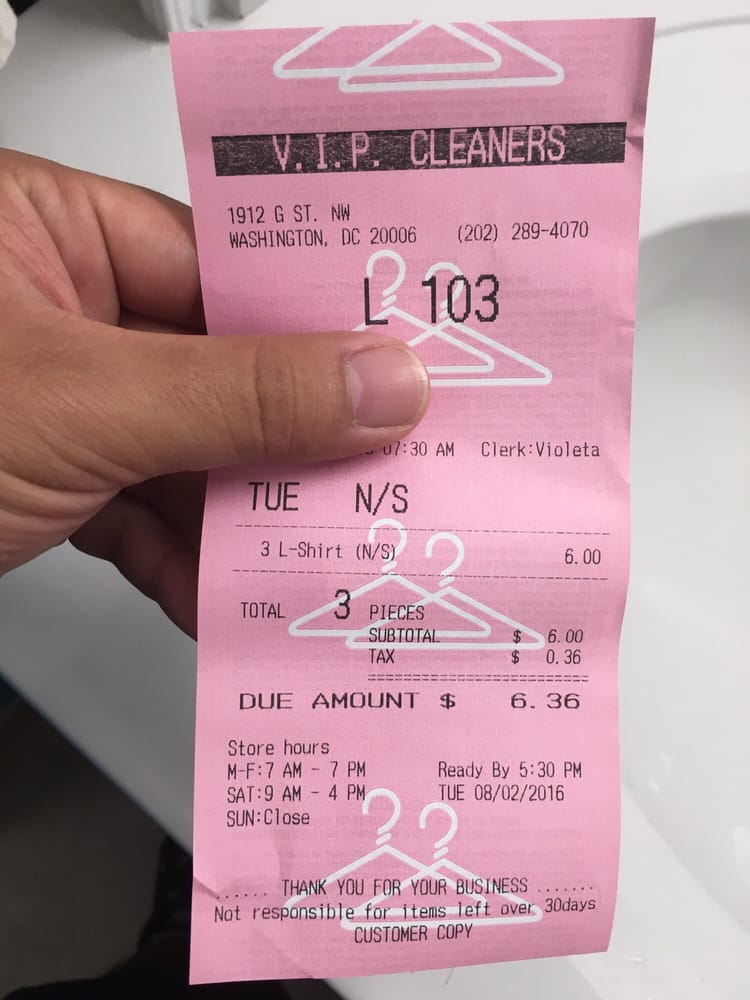 V.I.P. CLEANERS
1912 G ST. NW
WASHINGTON, DC 20006 (202) 289-4070
L 103
07:30 AM Clerk:Violeta
TUE N/S
3 L-Shirt (N/S) 6.00
TOTAL 3 PIECES
SUBTOTAL $ 6.00
TAX $ 0.36
DUE AMOUNT $ 6.36
Store hours
M-F:7 AM - 7 PM Ready By 5:30 PM
SAT:9 AM - 4 PM TUE 08/02/2016
SUN:Close
...... THANK YOU FOR YOUR BUSINESS .......
Not responsible for items left over 30days
CUSTOMER COPY